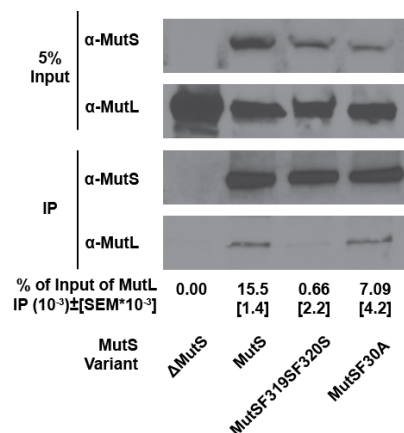 5%
Input
α-MutS
α-MutL
IP
α-MutS
α-MutL
% of Input of MutL
IP (10⁻³)±[SEM*10⁻³]
0.00 15.5 0.66 7.09
[1.4] [2.2] [4.2]
MutS
Variant
ΔMutS
MutS
MutSF319SF320S
MutSF30A